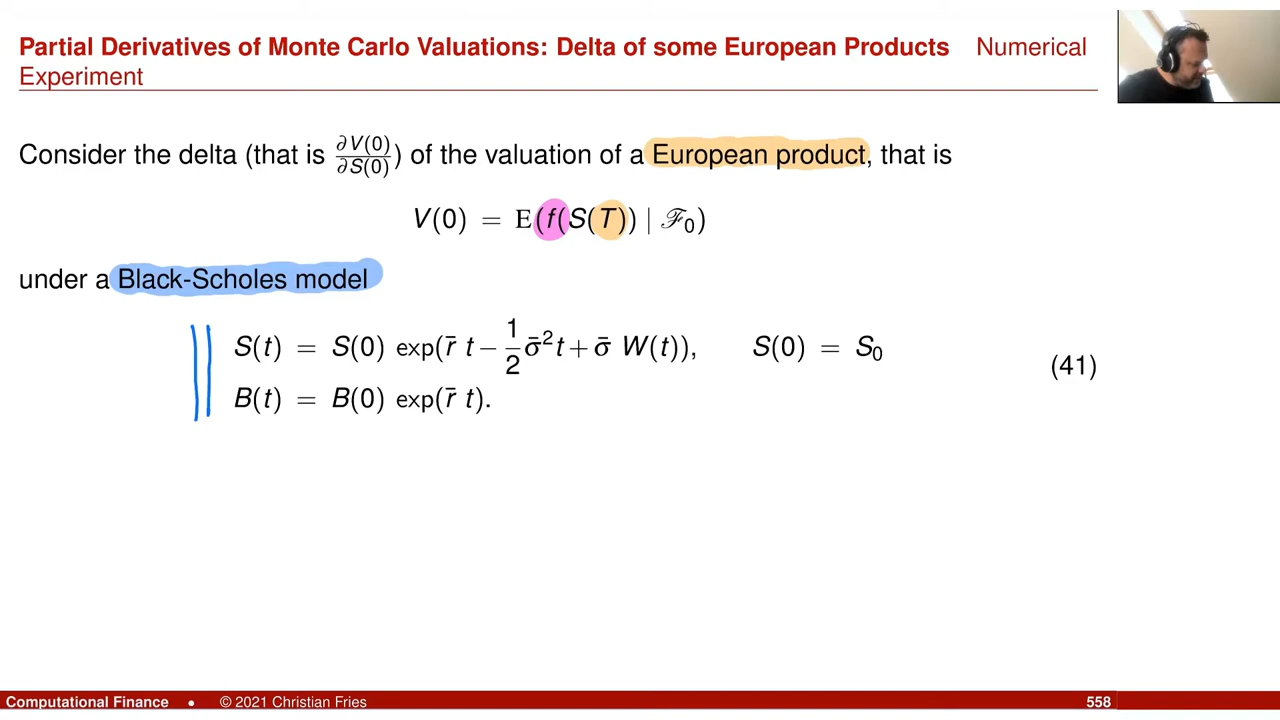 Partial Derivatives of Monte Carlo Valuations: Delta of some European Products Numerical
Experiment
Consider the delta (that is ∂V(0)/∂S(0)) of the valuation of a European product, that is
V(0) = E(f(S(T)) | ℱ₀)
under a Black-Scholes model
S(t) = S(0) exp(r̄ t − 1/2 σ̄² t + σ̄ W(t)), S(0) = S₀
B(t) = B(0) exp(r̄ t).
(41)
Computational Finance • © 2021 Christian Fries 558